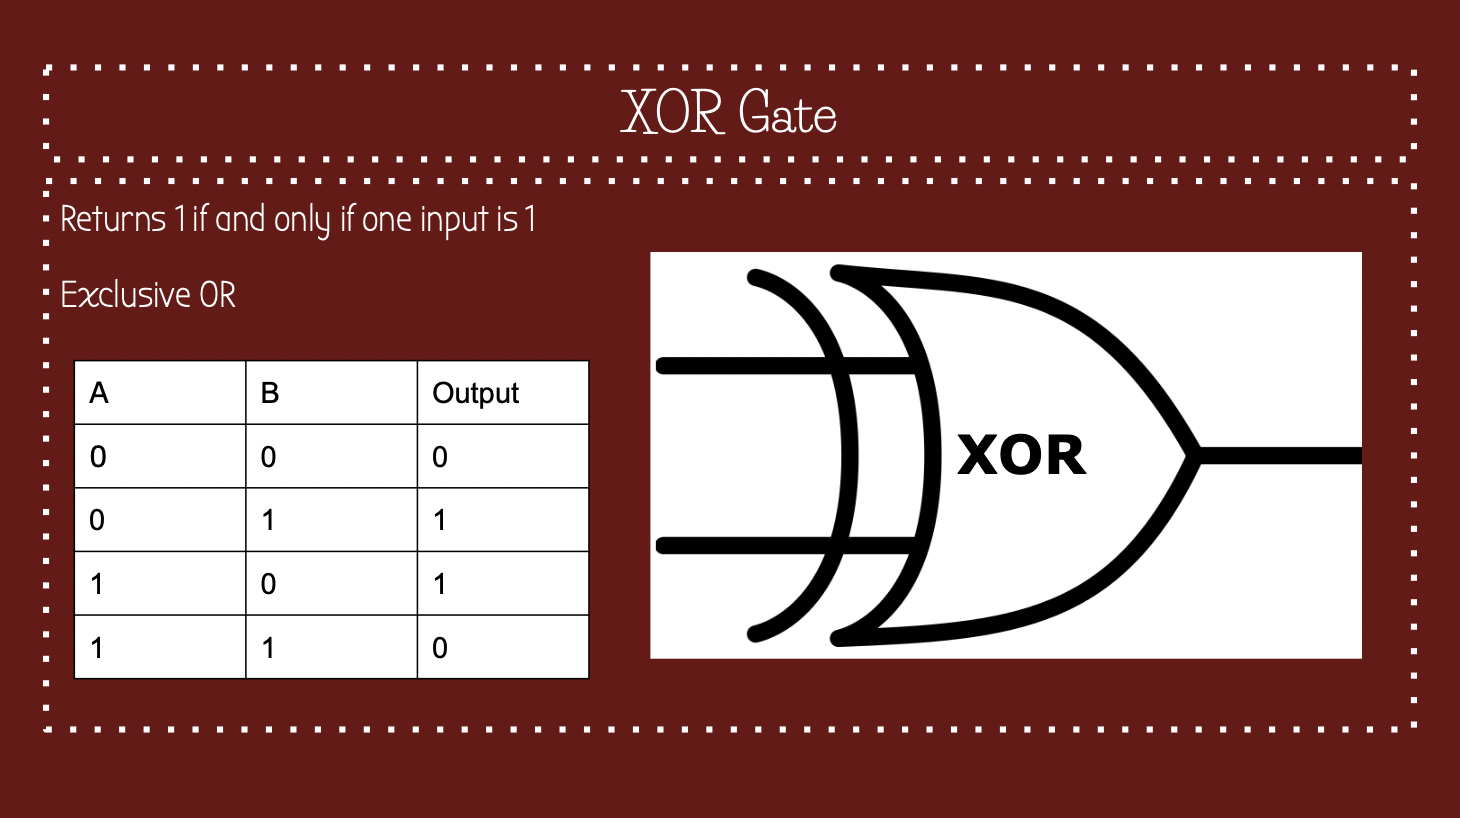 XOR Gate
Returns 1 if and only if one input is 1
Exclusive OR
A B Output
0 0 0
0 1 1
1 0 1
1 1 0
XOR